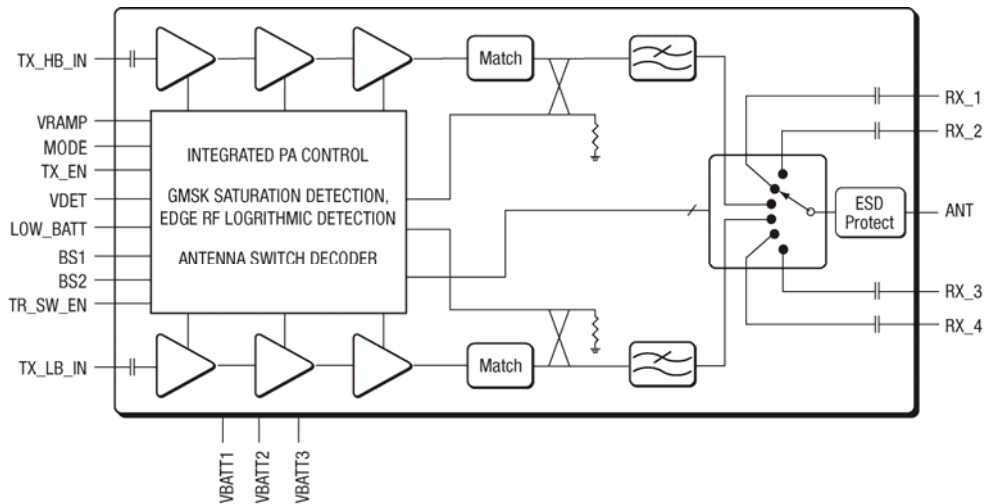 TX_HB_IN
Match
VRAMP
MODE
TX_EN
VDET
LOW_BATT
BS1
BS2
TR_SW_EN
INTEGRATED PA CONTROL
GMSK SATURATION DETECTION,
EDGE RF LOGRITHMIC DETECTION
ANTENNA SWITCH DECODER
RX_1
RX_2
ESD
Protect
ANT
RX_3
RX_4
TX_LB_IN
Match
VBATT1
VBATT2
VBATT3